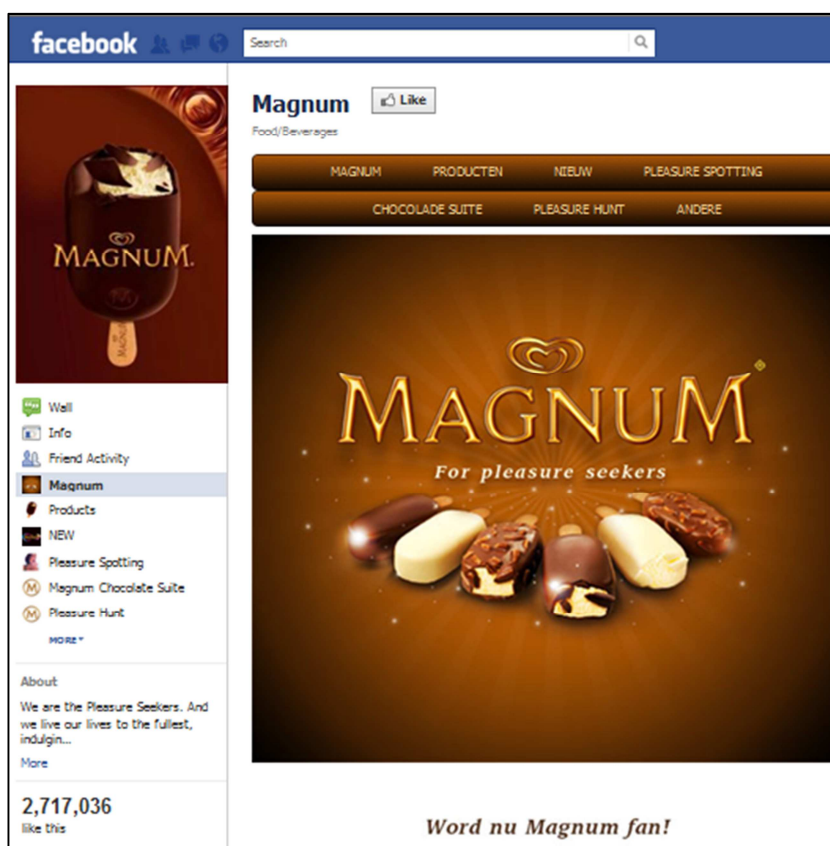 facebook
Search
Magnum
Like
Food/Beverages
MAGNUM PRODUCTEN NIEUW PLEASURE SPOTTING
CHOCOLADE SUITE PLEASURE HUNT ANDERE
MAGNUM.
M
MAGNUM
MAGNUM
For pleasure seekers
Wall
Info
Friend Activity
Magnum
Products
NEW
Pleasure Spotting
Magnum Chocolate Suite
Pleasure Hunt
MORE
About
We are the Pleasure Seekers. And
we live our lives to the fullest,
indulgin...
More
2,717,036
like this
Word nu Magnum fan!